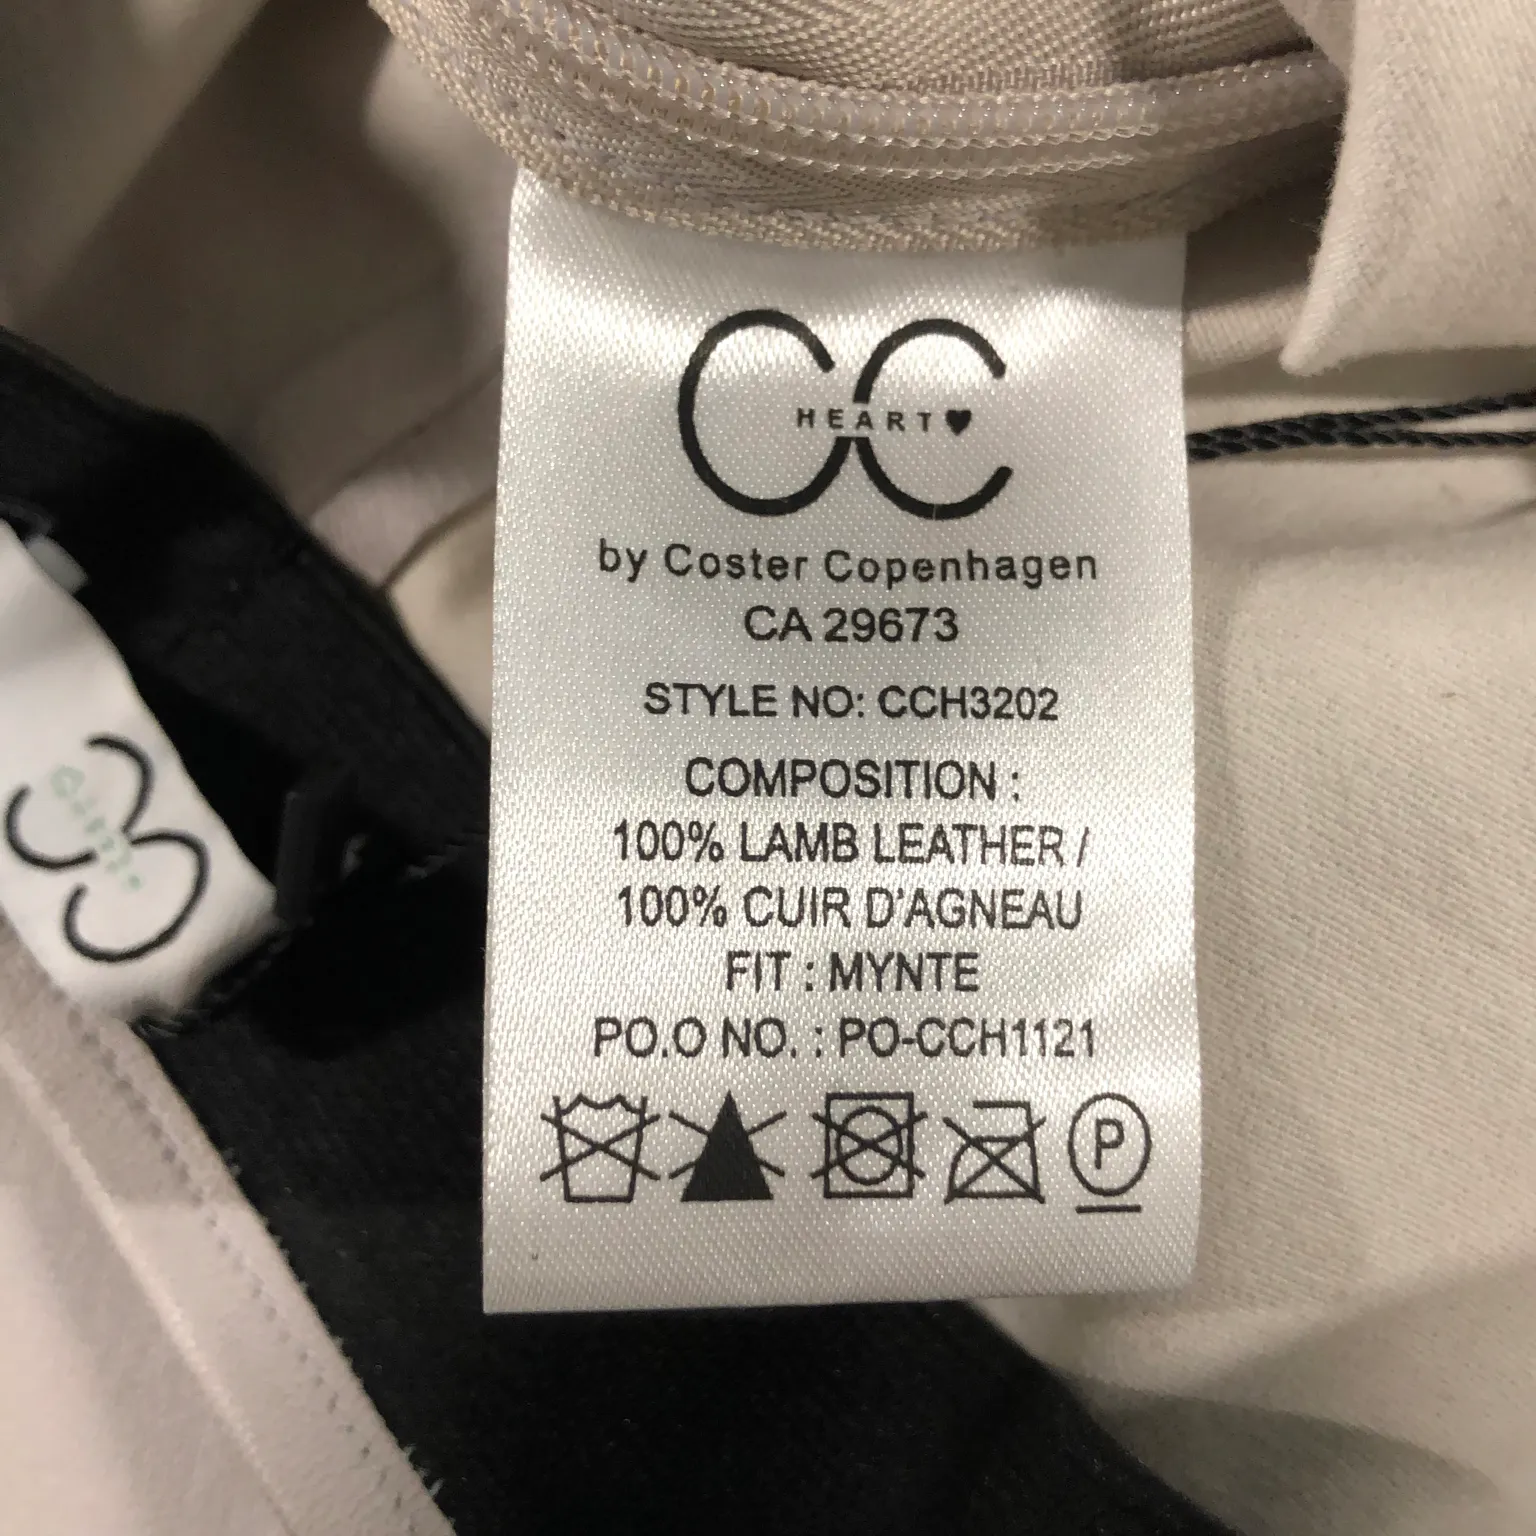 CC
HEART♥
by Coster Copenhagen
CA 29673
STYLE NO: CCH3202
COMPOSITION :
100% LAMB LEATHER /
100% CUIR D'AGNEAU
FIT : MYNTE
PO.O NO. : PO-CCH1121
P
CC